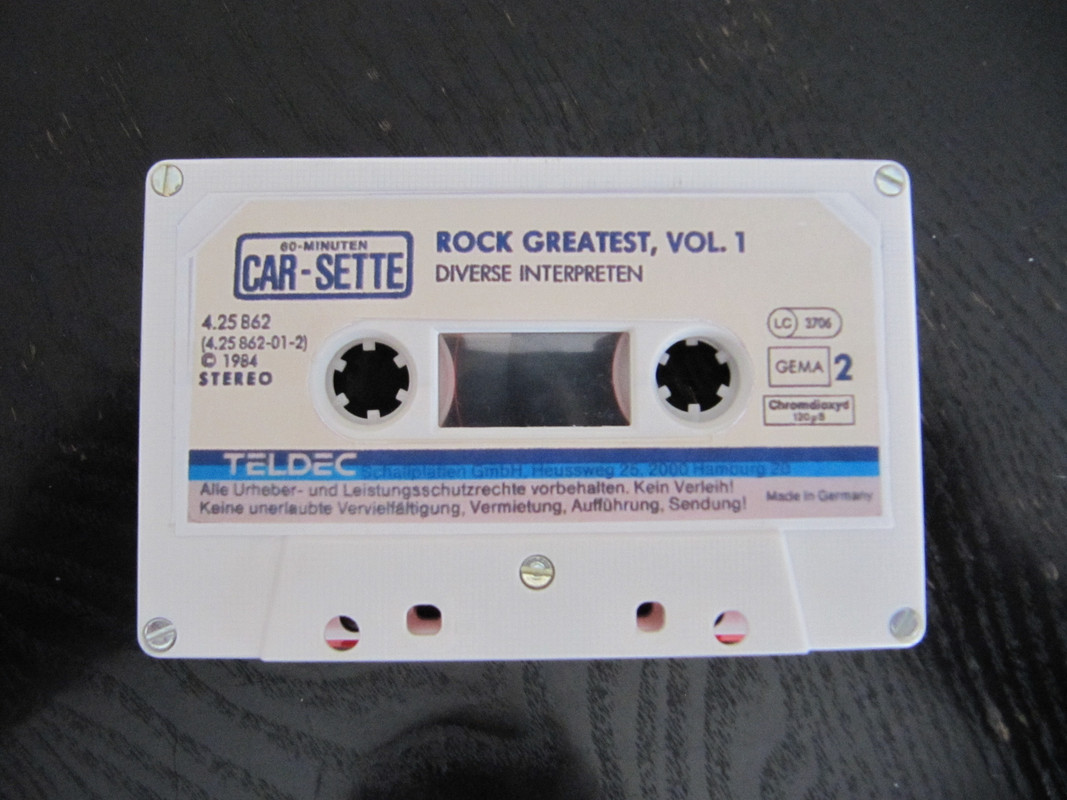 60-MINUTEN
CAR-SETTE
ROCK GREATEST, VOL. 1
DIVERSE INTERPRETEN
4.25 862
(4.25 862-01-2)
© 1984
STEREO
LC 3706
GEMA 2
Chromdioxyd
120µS
TELDEC Schallplatten GmbH, Heussweg 25, 2000 Hamburg 20
Alle Urheber- und Leistungsschutzrechte vorbehalten. Kein Verleih!
Keine unerlaubte Vervielfältigung, Vermietung, Aufführung, Sendung!
Made in Germany